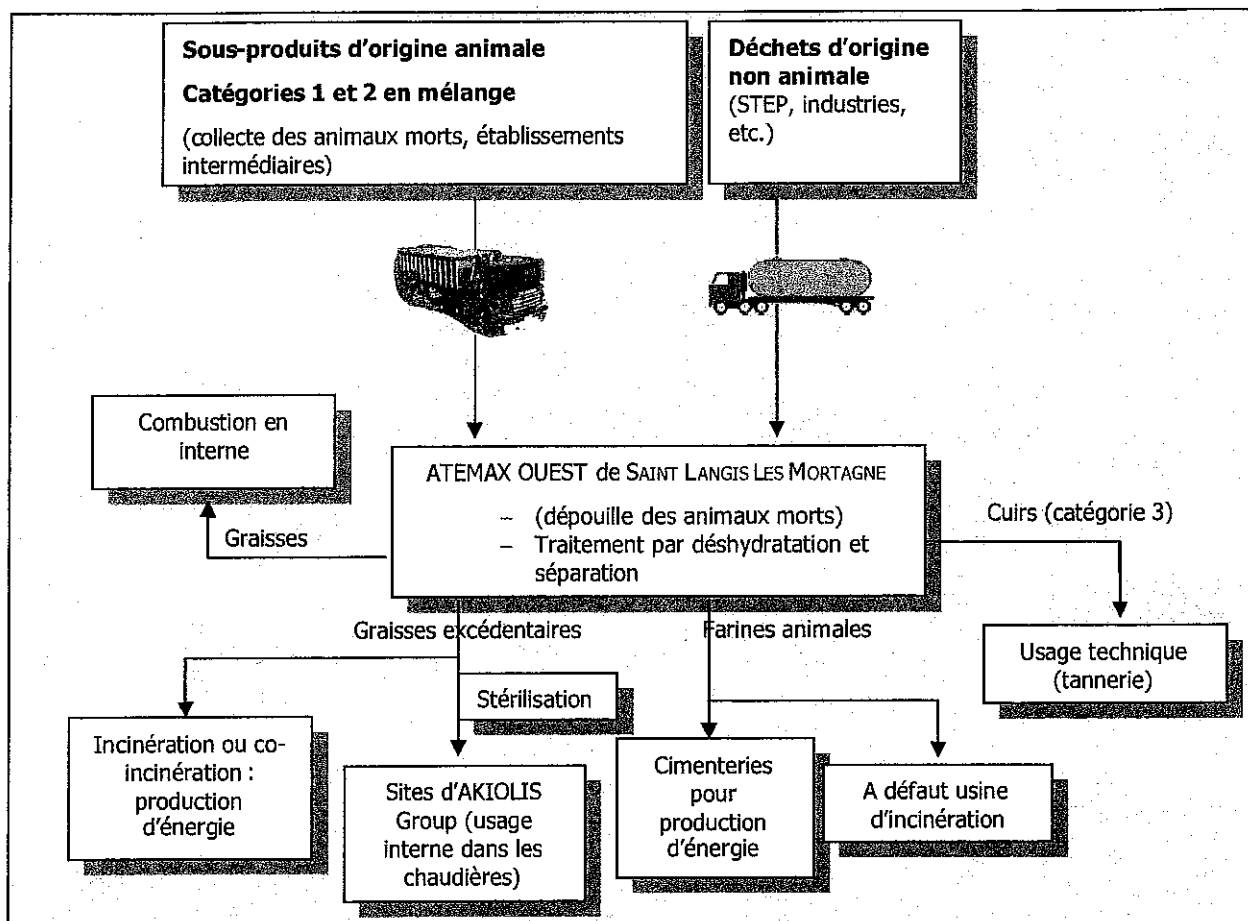 Sous-produits d'origine animale
Catégories 1 et 2 en mélange
(collecte des animaux morts, établissements
intermédiaires)
Déchets d'origine
non animale
(STEP, industries,
etc.)
Combustion en
interne
Graisses
ATEMAX OUEST de SAINT LANGIS LES MORTAGNE
– (dépouille des animaux morts)
– Traitement par déshydratation et
séparation
Cuirs (catégorie 3)
Usage technique
(tannerie)
Graisses excédentaires
Farines animales
Stérilisation
Incinération ou co-
incinération :
production
d'énergie
Sites d'AKIOLIS
Group (usage
interne dans les
chaudières)
Cimenteries
pour
production
d'énergie
A défaut usine
d'incinération